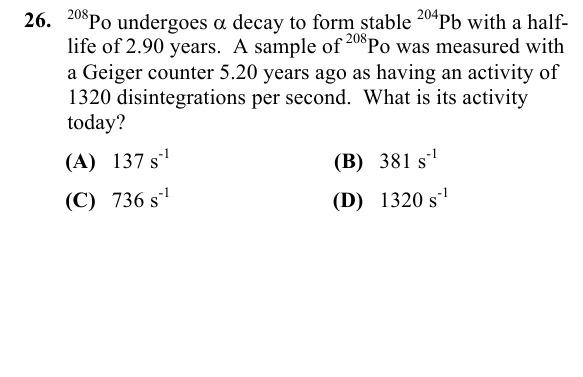 26. ²⁰⁸Po undergoes α decay to form stable ²⁰⁴Pb with a half-
life of 2.90 years. A sample of ²⁰⁸Po was measured with
a Geiger counter 5.20 years ago as having an activity of
1320 disintegrations per second. What is its activity
today?
(A) 137 s⁻¹ (B) 381 s⁻¹
(C) 736 s⁻¹ (D) 1320 s⁻¹